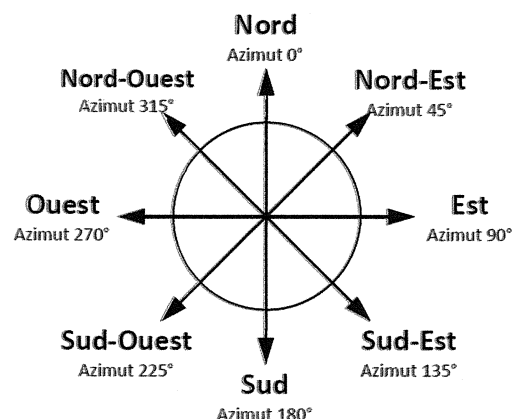 Nord
Azimut 0°
Nord-Ouest
Azimut 315°
Nord-Est
Azimut 45°
Ouest
Azimut 270°
Est
Azimut 90°
Sud-Ouest
Azimut 225°
Sud-Est
Azimut 135°
Sud
Azimut 180°